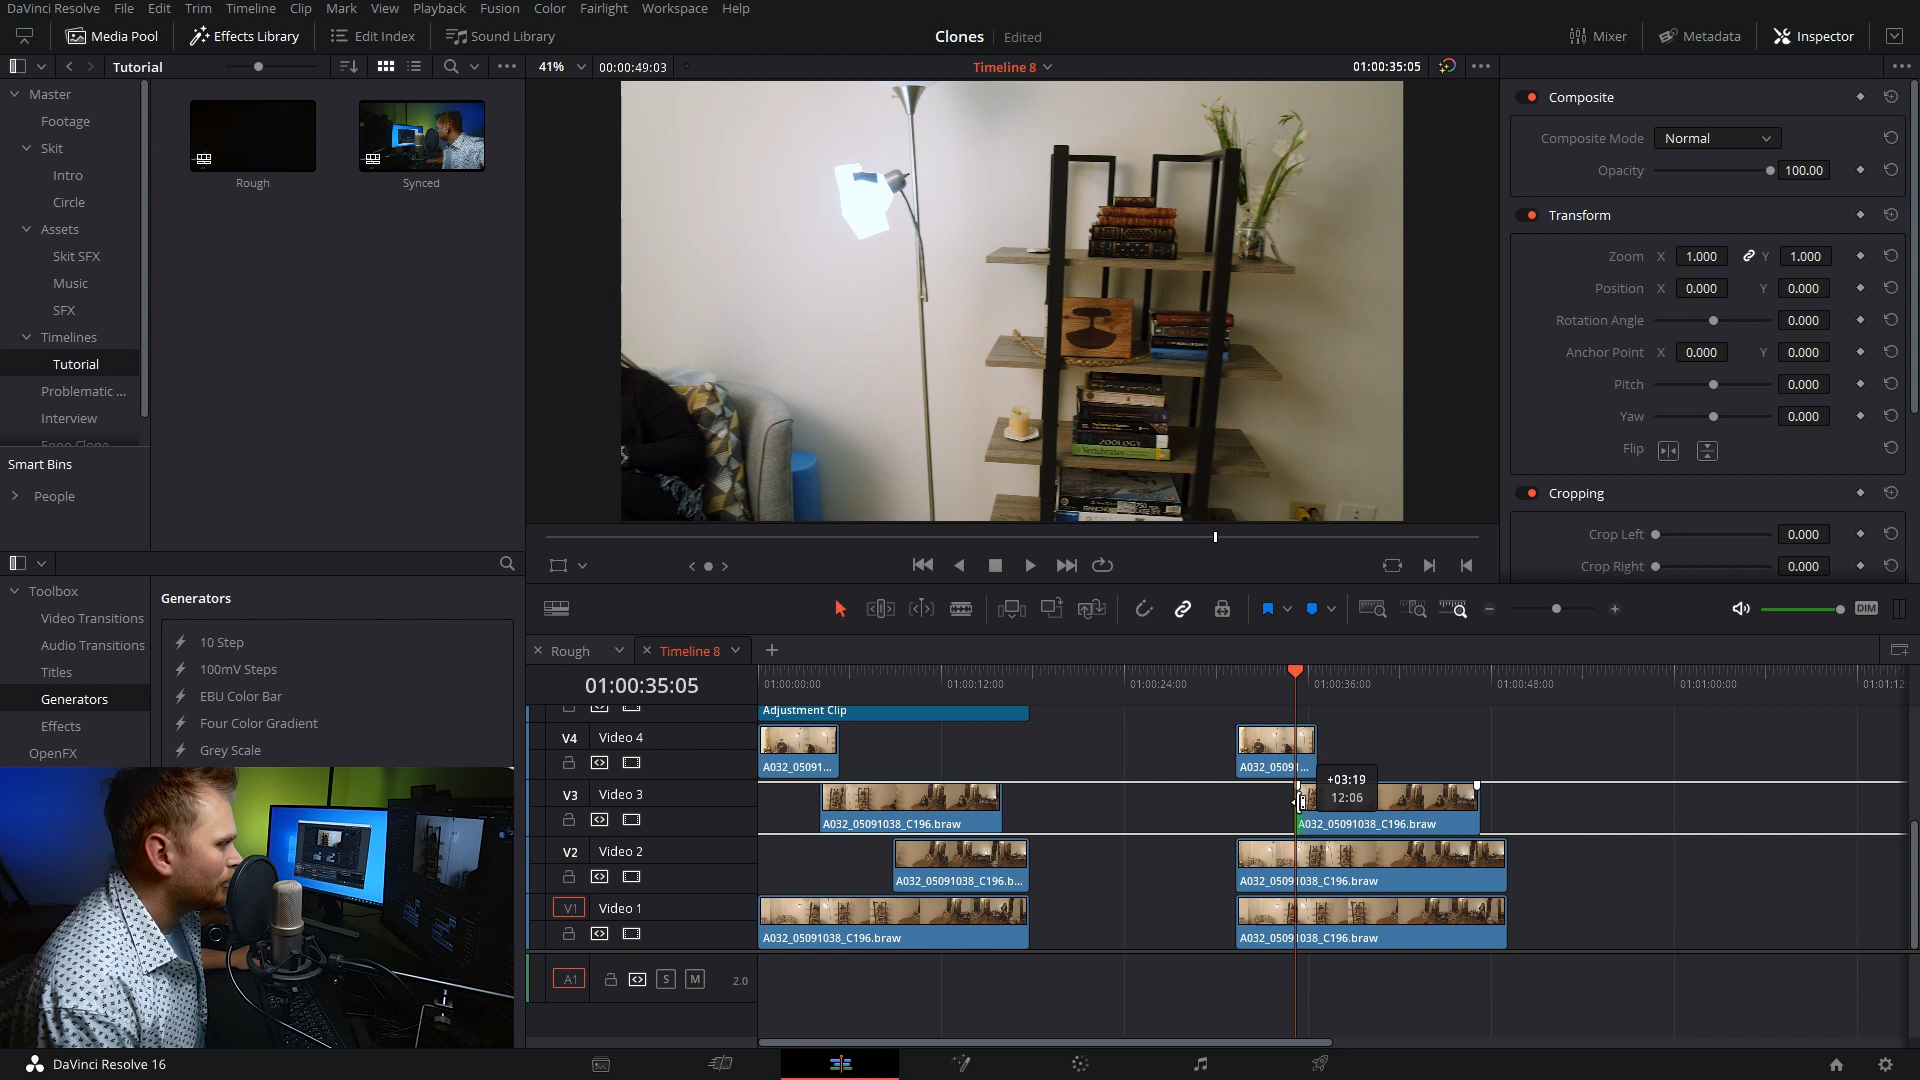 DaVinci Resolve File Edit Trim Timeline Clip Mark View Playback Fusion Color Fairlight Workspace Help
Media Pool Effects Library Edit Index Sound Library Clones Edited Mixer Metadata Inspector
Tutorial 41% 00:00:49:03 Timeline 8 01:00:35:05
Master
Footage
Skit
Intro
Circle
Assets
Skit SFX
Music
SFX
Timelines
Tutorial
Problematic ...
Interview
Smart Bins
People
Rough
Synced
ZOOLOGY
Vertebrates
Composite
Composite Mode Normal
Opacity 100.00
Transform
Zoom X 1.000 Y 1.000
Position X 0.000 Y 0.000
Rotation Angle 0.000
Anchor Point X 0.000 Y 0.000
Pitch 0.000
Yaw 0.000
Flip
Cropping
Crop Left 0.000
Crop Right 0.000
Toolbox
Video Transitions
Audio Transitions
Titles
Generators
Effects
OpenFX
Generators
10 Step
100mV Steps
EBU Color Bar
Four Color Gradient
Grey Scale
DIM
Rough Timeline 8
01:00:35:05
01:00:00:00 01:00:12:00 01:00:24:00 01:00:36:00 01:00:48:00 01:01:00:00 01:01:12:
Adjustment Clip
V4 Video 4
A032_05091... A032_05091...
V3 Video 3
A032_05091038_C196.braw A032_05091038_C196.braw
+03:19
12:06
V2 Video 2
A032_05091038_C196.b... A032_05091038_C196.braw
V1 Video 1
A032_05091038_C196.braw A032_05091038_C196.braw
A1 S M 2.0
DaVinci Resolve 16